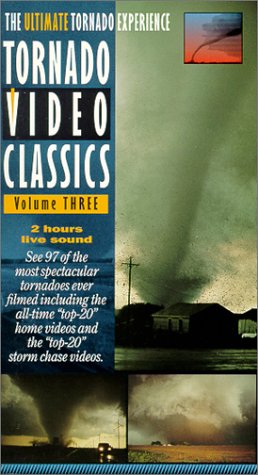 THE ULTIMATE TORNADO EXPERIENCE
TORNADO
VIDEO
CLASSICS
Volume THREE
2 hours
live sound
See 97 of the
most spectacular
tornadoes ever
filmed including the
all-time "top-20"
home videos and
the "top-20"
storm chase videos.